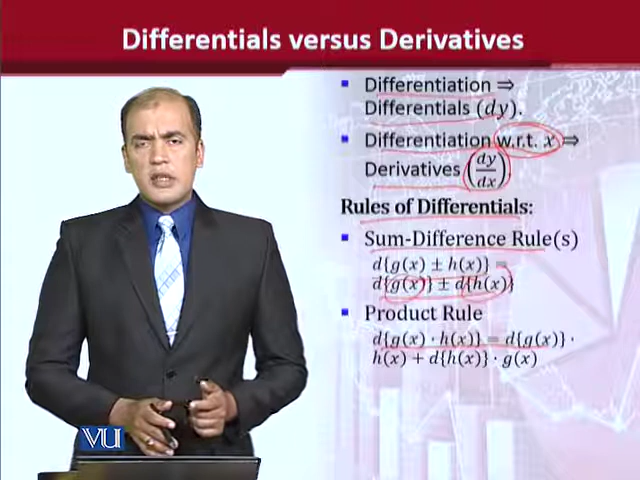 Differentials versus Derivatives
▪ Differentiation ⇒
Differentials (dy).
▪ Differentiation w.r.t. x ⇒
Derivatives (dy/dx).
Rules of Differentials:
▪ Sum-Difference Rule(s)
d{g(x) ± h(x)} =
d{g(x)} ± d{h(x)}
▪ Product Rule
d{g(x) · h(x)} = d{g(x)} ·
h(x) + d{h(x)} · g(x)
VU